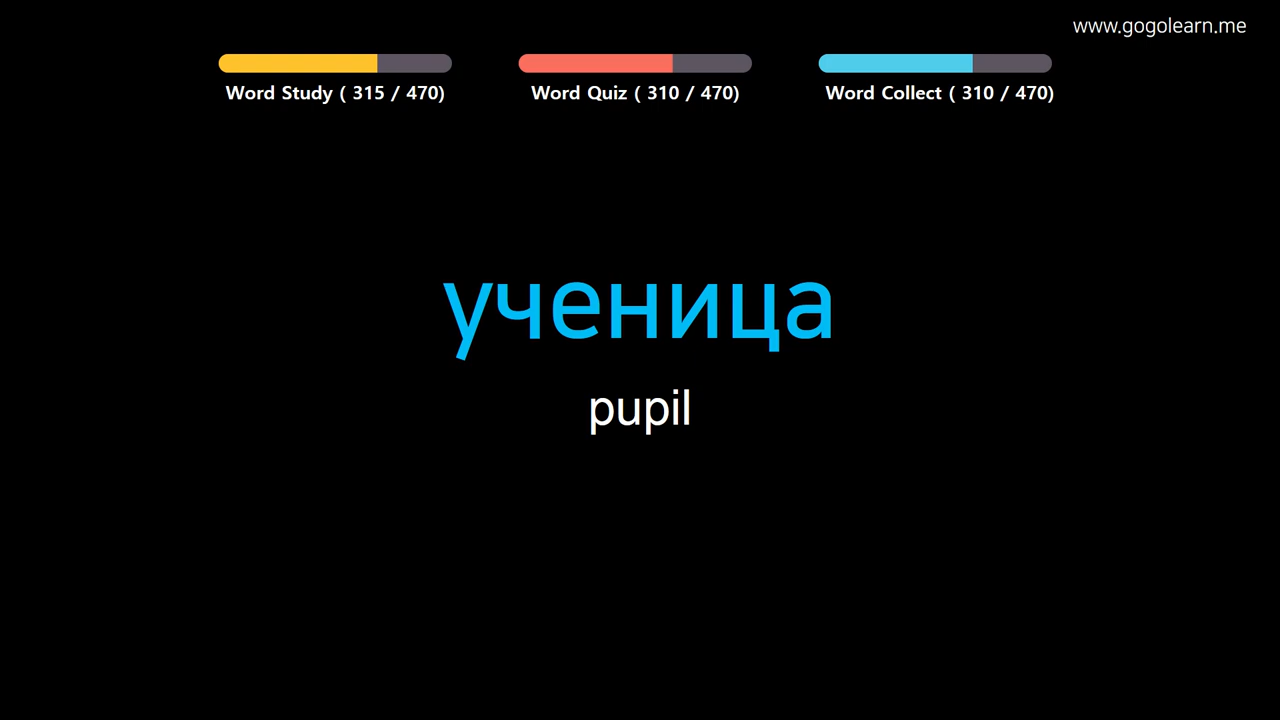 www.gogolearn.me
Word Study ( 315 / 470)
Word Quiz ( 310 / 470)
Word Collect ( 310 / 470)
ученица
pupil